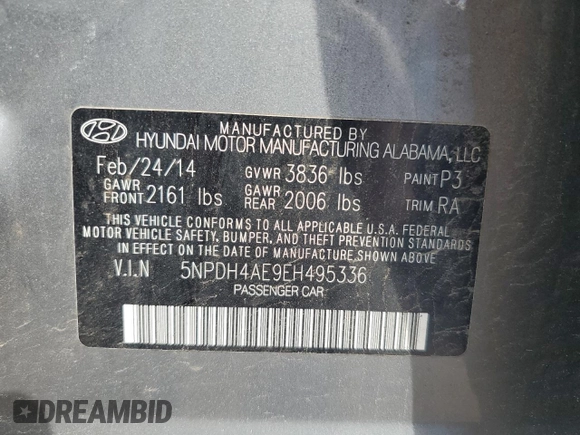 MANUFACTURED BY
HYUNDAI MOTOR MANUFACTURING ALABAMA, LLC
Feb/24/14 GVWR 3836 lbs PAINT P3
GAWR FRONT 2161 lbs GAWR REAR 2006 lbs TRIM RA
THIS VEHICLE CONFORMS TO ALL APPLICABLE U.S.A. FEDERAL
MOTOR VEHICLE SAFETY, BUMPER, AND THEFT PREVENTION STANDARDS
IN EFFECT ON THE DATE OF MANUFACTURE SHOWN ABOVE.
V.I.N 5NPDH4AE9EH495336
PASSENGER CAR
DREAMBID